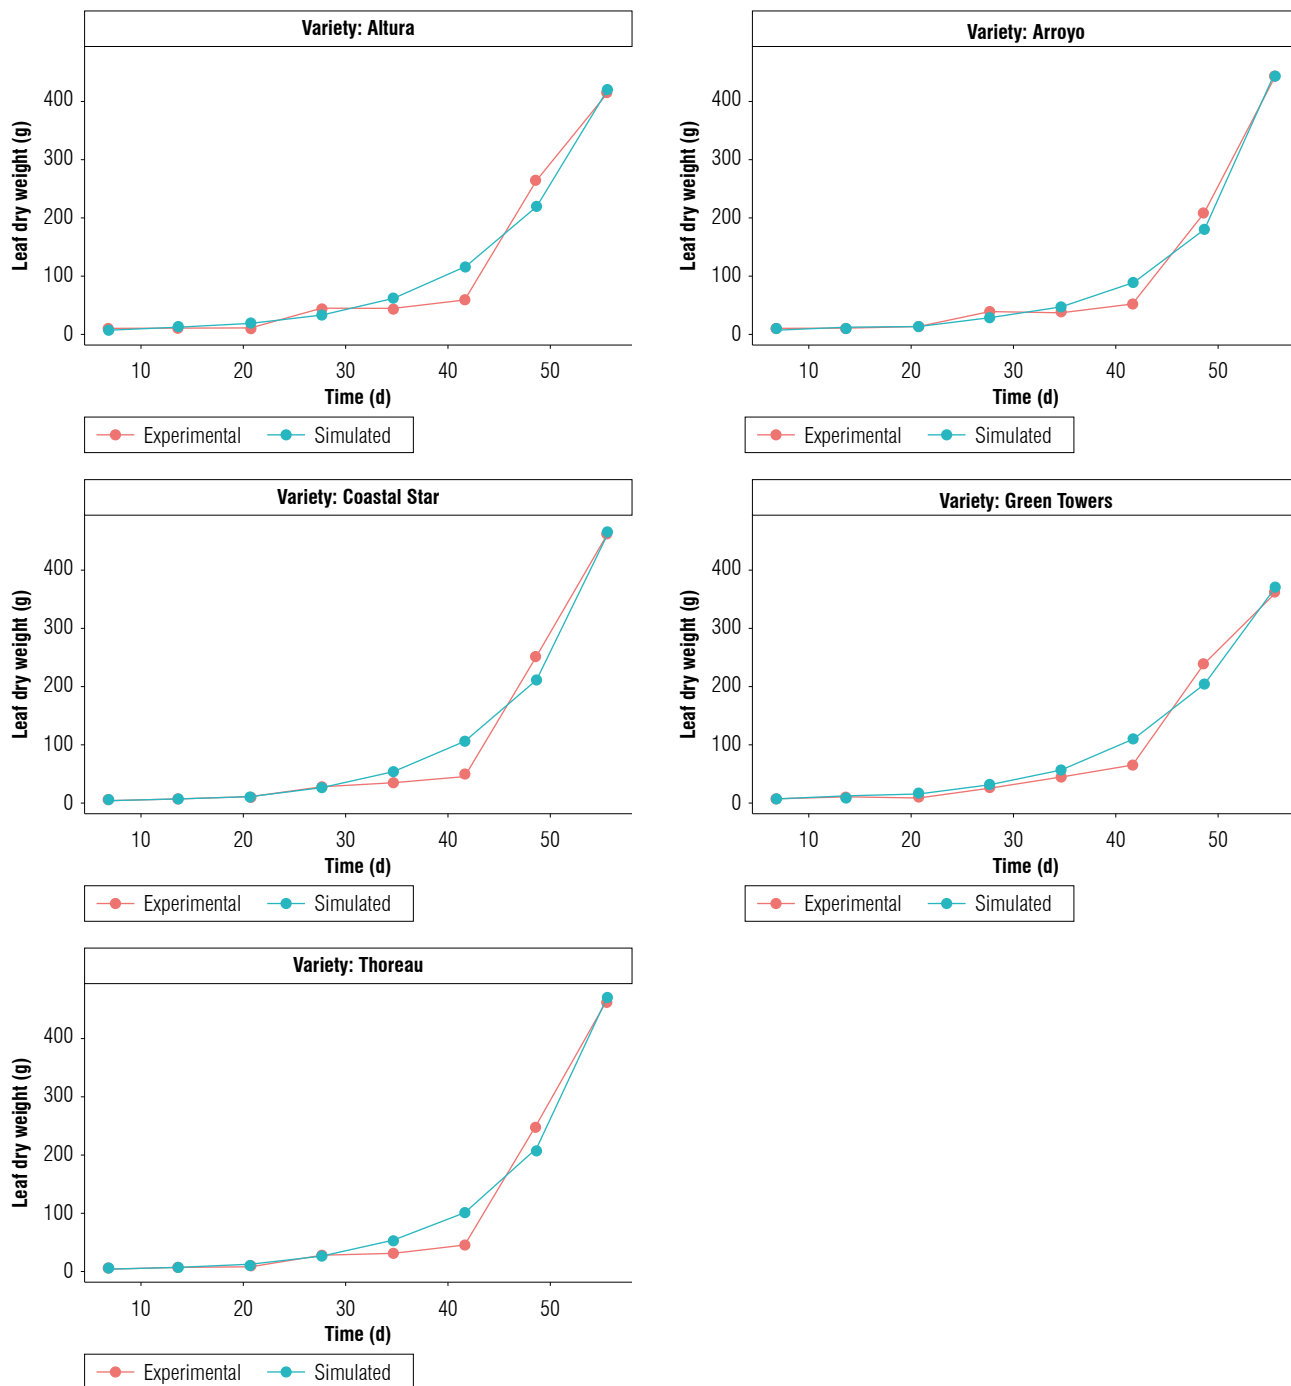 Variety: Altura
Leaf dry weight (g)
400
300
200
100
0
10 20 30 40 50
Time (d)
Experimental Simulated
Variety: Arroyo
Leaf dry weight (g)
400
300
200
100
0
10 20 30 40 50
Time (d)
Experimental Simulated
Variety: Coastal Star
Leaf dry weight (g)
400
300
200
100
0
10 20 30 40 50
Time (d)
Experimental Simulated
Variety: Green Towers
Leaf dry weight (g)
400
300
200
100
0
10 20 30 40 50
Time (d)
Experimental Simulated
Variety: Thoreau
Leaf dry weight (g)
400
300
200
100
0
10 20 30 40 50
Time (d)
Experimental Simulated